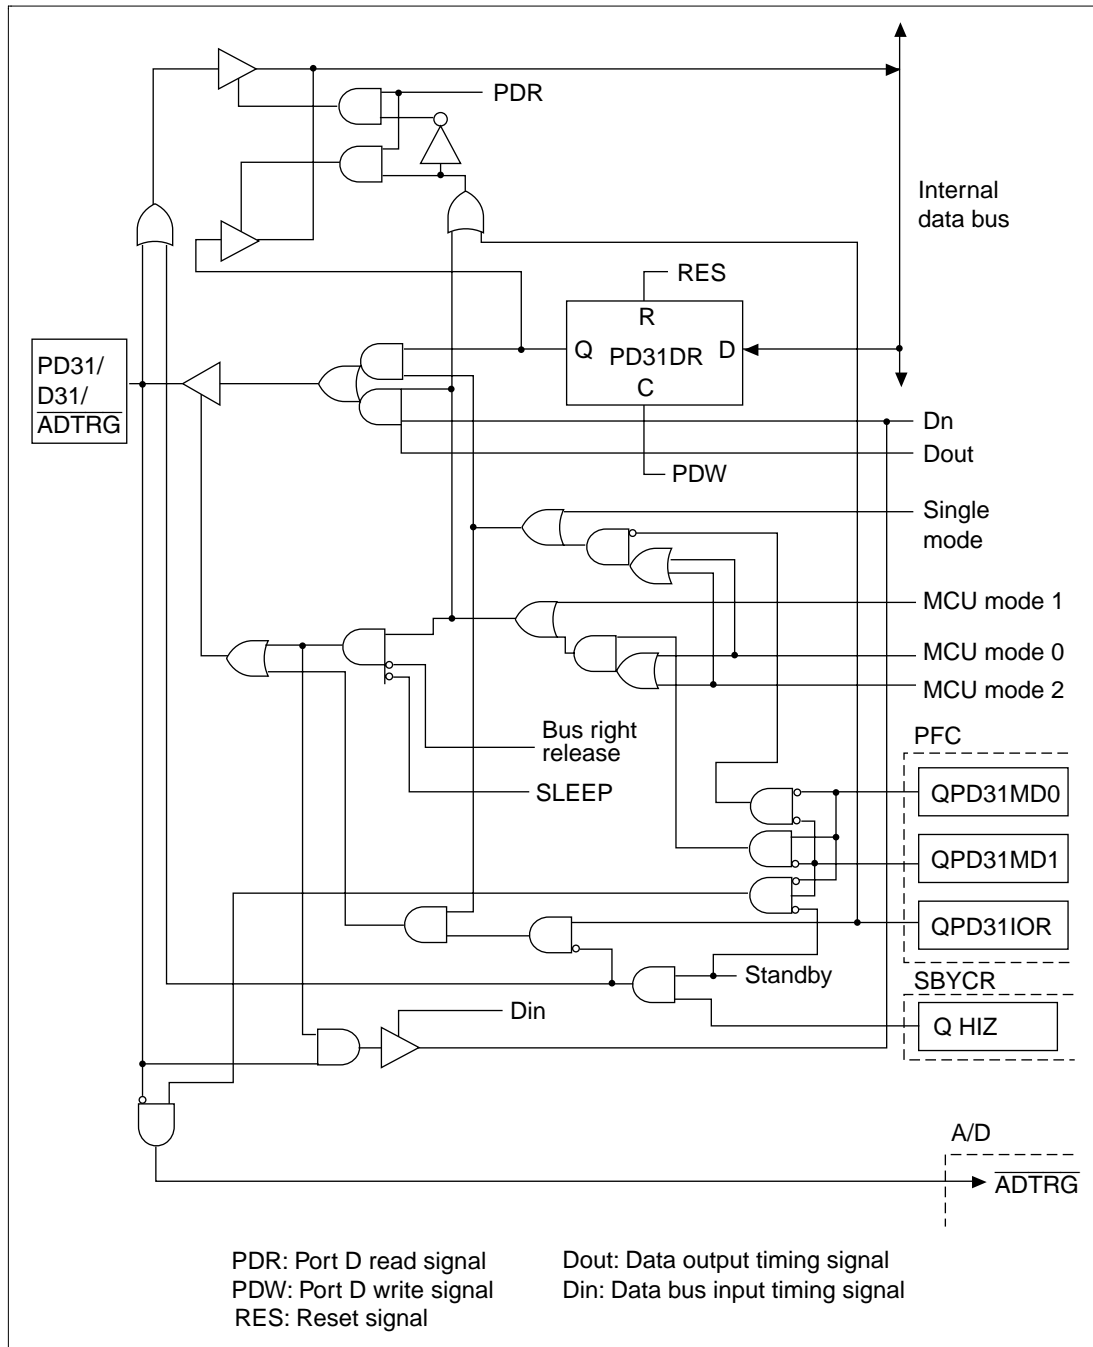 PDR
Internal
data bus
RES
R
Q
PD31DR
D
C
PD31/
D31/
ADTRG
Dn
Dout
PDW
Single
mode
MCU mode 1
MCU mode 0
MCU mode 2
Bus right
release
SLEEP
PFC
QPD31MD0
QPD31MD1
QPD31IOR
Standby
SBYCR
Q HIZ
Din
A/D
ADTRG
PDR: Port D read signal
PDW: Port D write signal
RES: Reset signal
Dout: Data output timing signal
Din: Data bus input timing signal